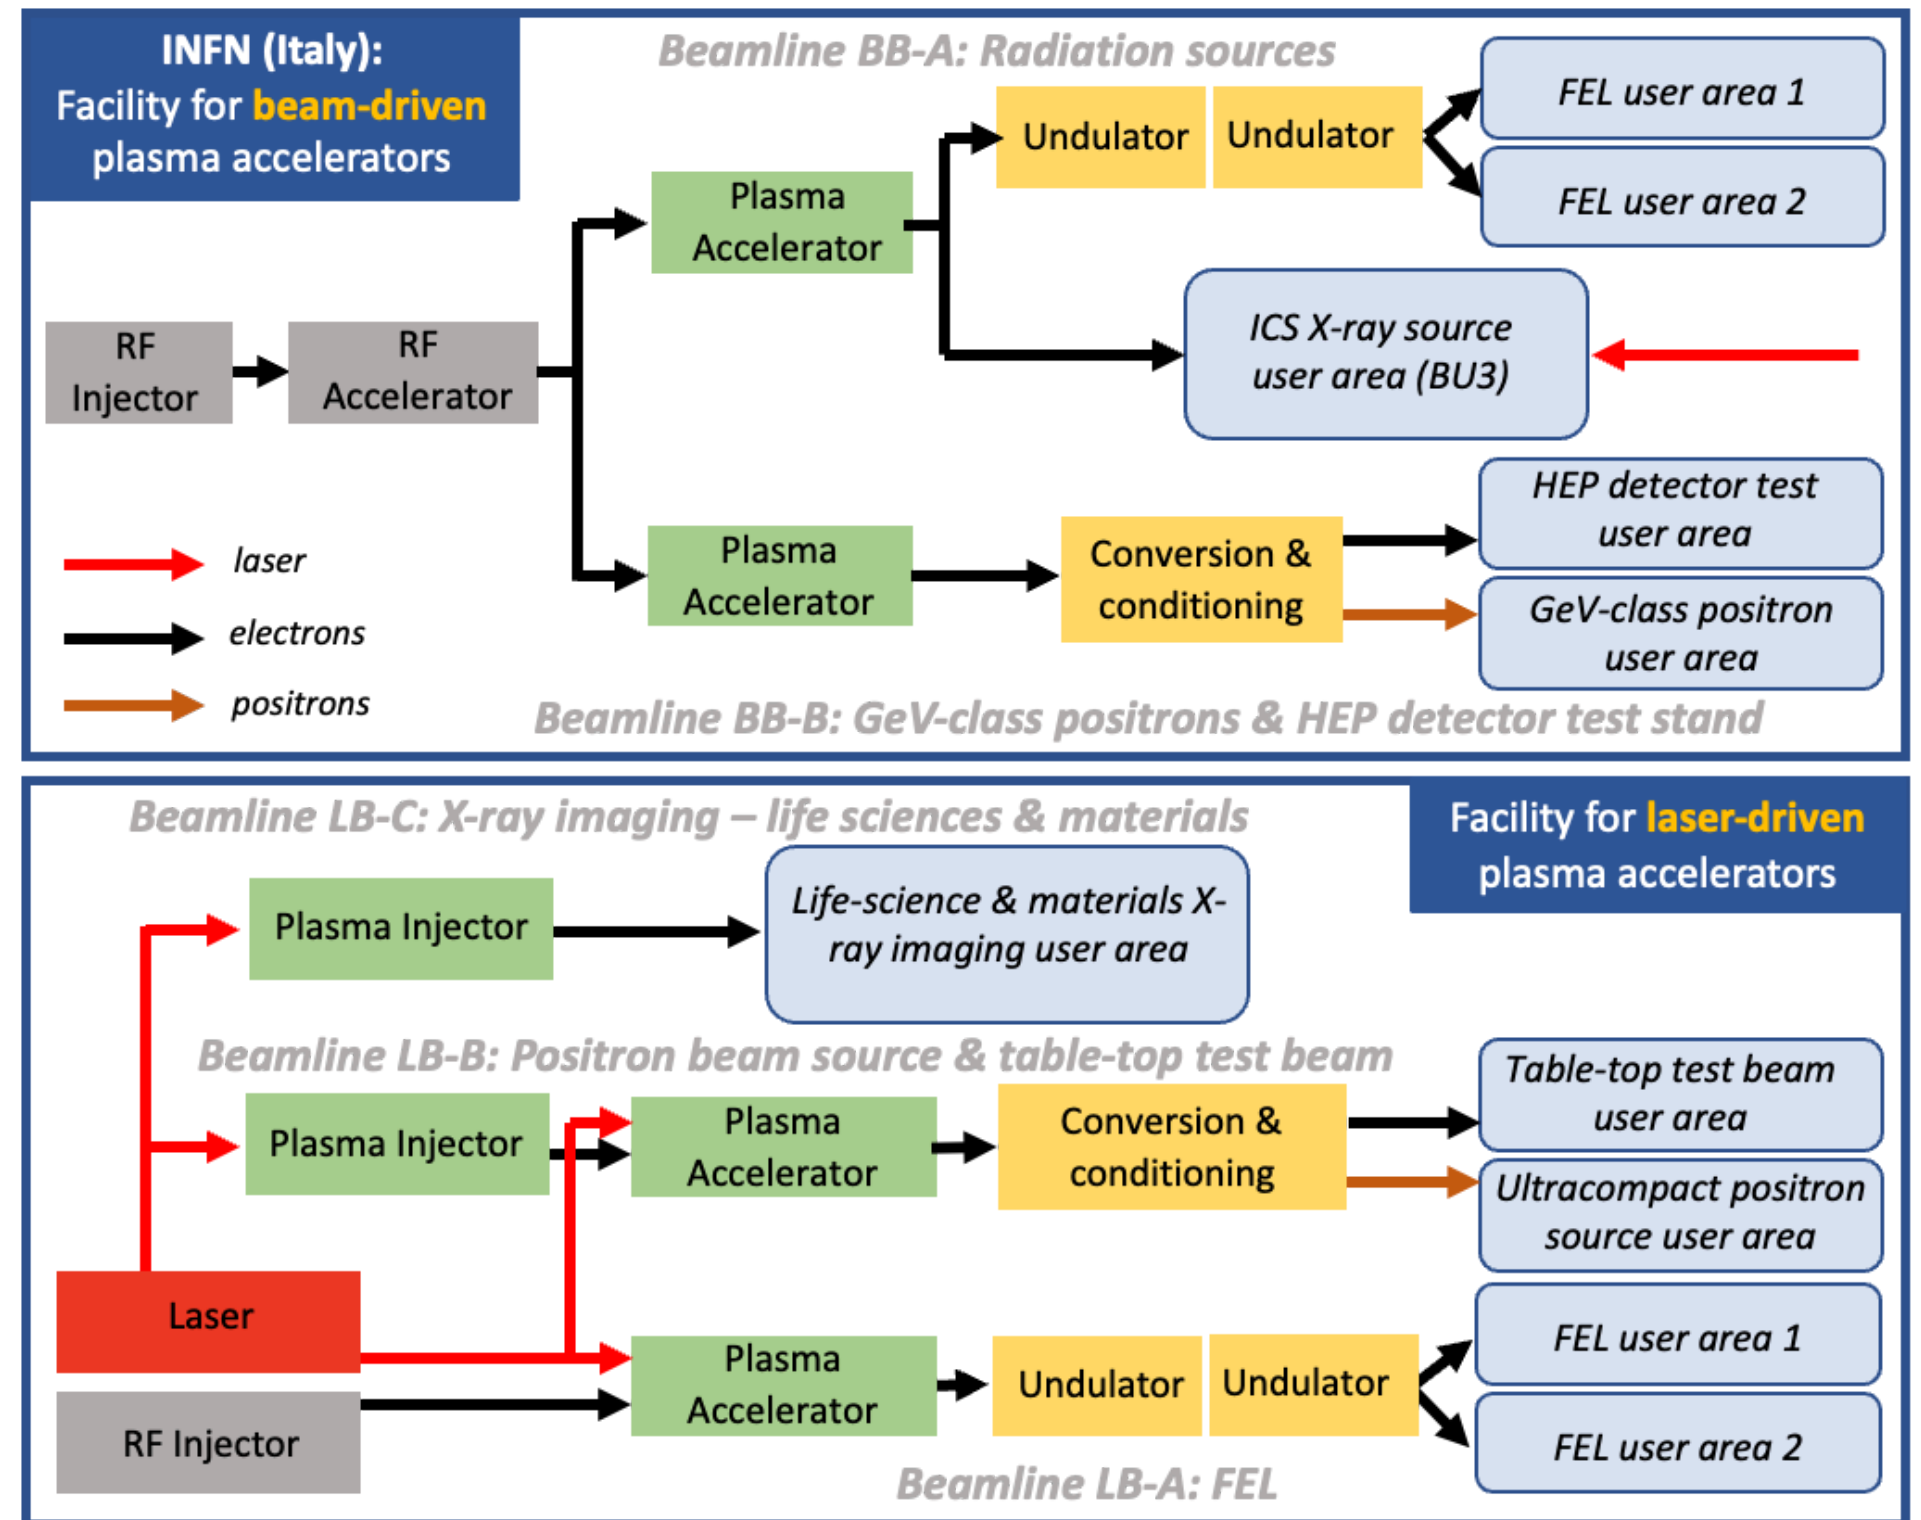 INFN (Italy):
Facility for beam-driven
plasma accelerators
Beamline BB-A: Radiation sources
Undulator
Undulator
FEL user area 1
FEL user area 2
Plasma
Accelerator
ICS X-ray source
user area (BU3)
RF
Injector
RF
Accelerator
HEP detector test
user area
Plasma
Accelerator
Conversion &
conditioning
GeV-class positron
user area
laser
electrons
positrons
Beamline BB-B: GeV-class positrons & HEP detector test stand
Beamline LB-C: X-ray imaging – life sciences & materials
Facility for laser-driven
plasma accelerators
Plasma Injector
Life-science & materials X-
ray imaging user area
Beamline LB-B: Positron beam source & table-top test beam
Plasma Injector
Plasma
Accelerator
Conversion &
conditioning
Table-top test beam
user area
Ultracompact positron
source user area
Laser
RF Injector
Plasma
Accelerator
Undulator
Undulator
FEL user area 1
FEL user area 2
Beamline LB-A: FEL